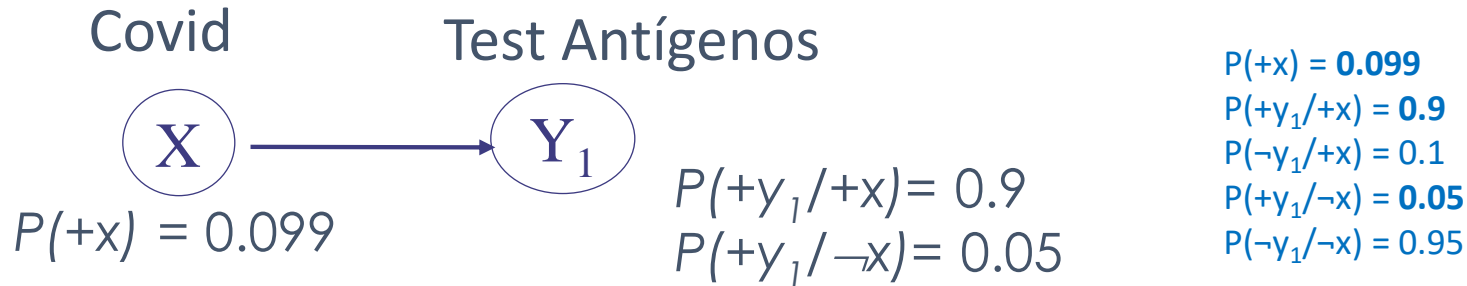 Covid
Test Antígenos
X
Y₁
P(+x) = 0.099
P(+y₁/+x)= 0.9
P(+y₁/¬x)= 0.05
P(+x) = 0.099
P(+y₁/+x) = 0.9
P(¬y₁/+x) = 0.1
P(+y₁/¬x) = 0.05
P(¬y₁/¬x) = 0.95